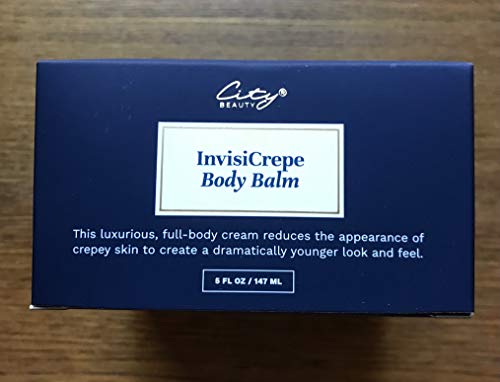 City®
BEAUTY
InvisiCrepe
Body Balm
This luxurious, full-body cream reduces the appearance of
crepey skin to create a dramatically younger look and feel.
5 FL OZ / 147 ML